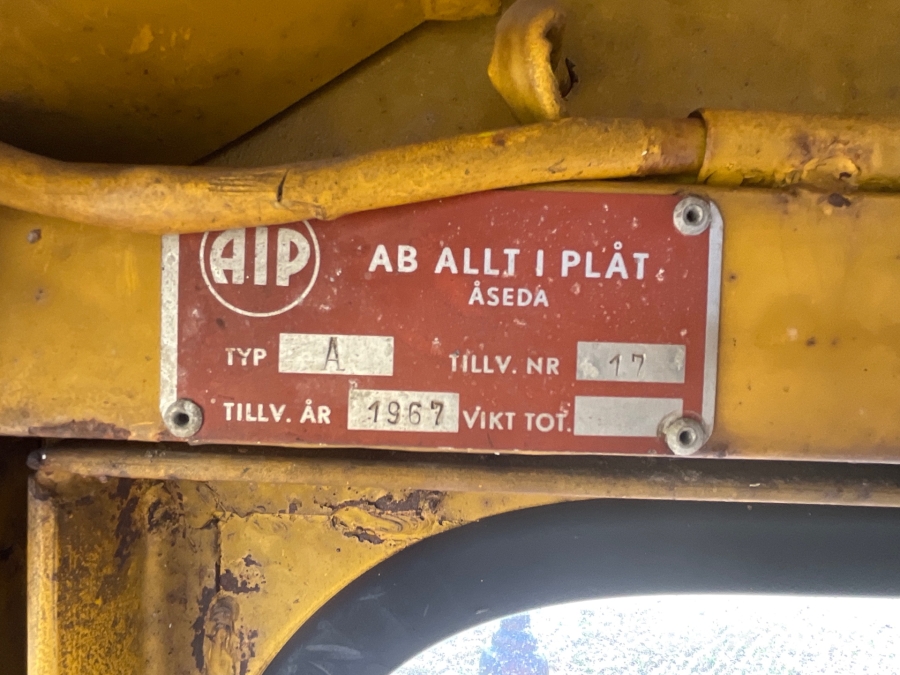 AIP
AB ALLT I PLÅT
ÅSEDA
TYP A TILLV. NR 17
TILLV. ÅR 1967 VIKT TOT.